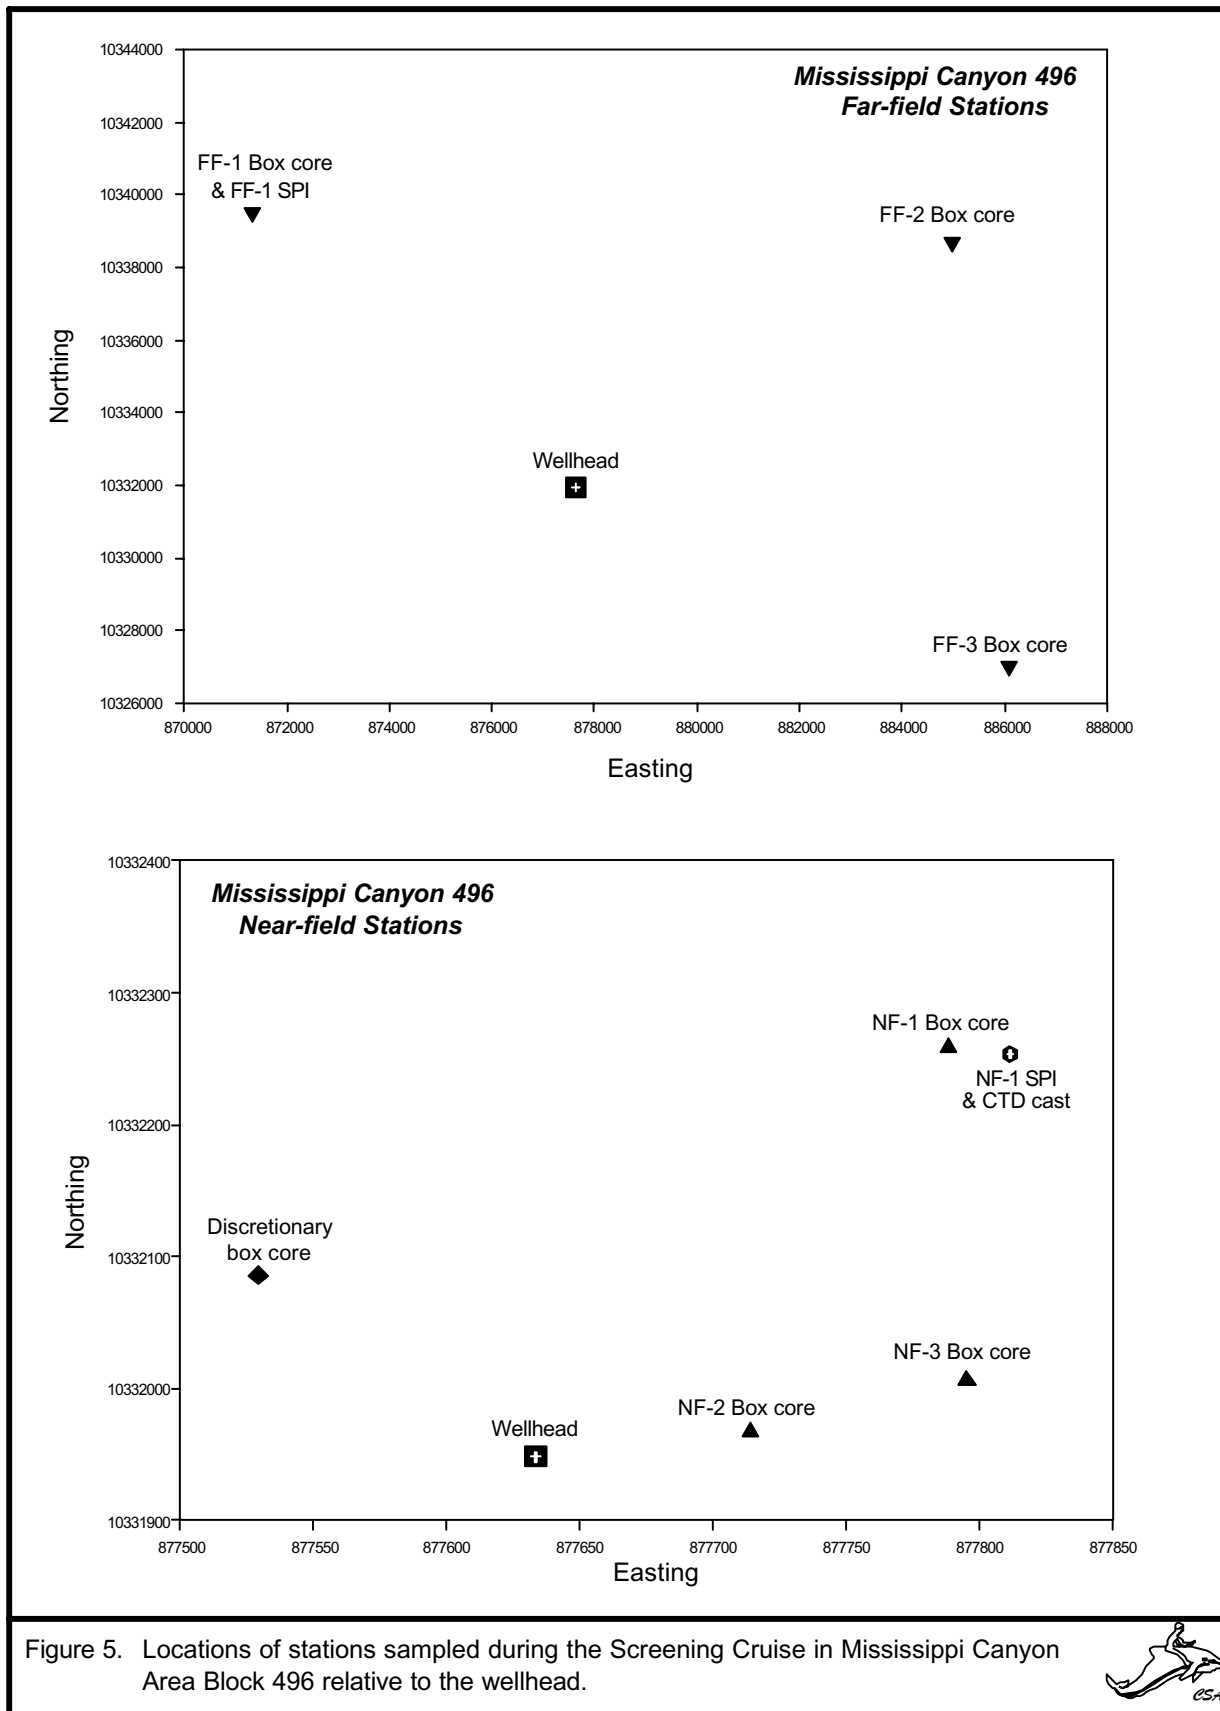 Mississippi Canyon 496
Far-field Stations
10344000
10342000
10340000
10338000
10336000
10334000
10332000
10330000
10328000
10326000
Northing
FF-1 Box core
& FF-1 SPI
FF-2 Box core
Wellhead
FF-3 Box core
870000 872000 874000 876000 878000 880000 882000 884000 886000 888000
Easting
Mississippi Canyon 496
Near-field Stations
10332400
10332300
10332200
10332100
10332000
10331900
Northing
NF-1 Box core
NF-1 SPI
& CTD cast
Discretionary
box core
NF-3 Box core
NF-2 Box core
Wellhead
877500 877550 877600 877650 877700 877750 877800 877850
Easting
Figure 5. Locations of stations sampled during the Screening Cruise in Mississippi Canyon
Area Block 496 relative to the wellhead.